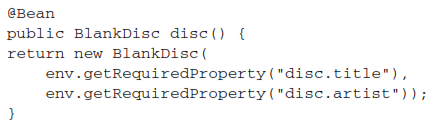 @Bean
public BlankDisc disc() {
return new BlankDisc(
    env.getRequiredProperty("disc.title"),
    env.getRequiredProperty("disc.artist"));
}